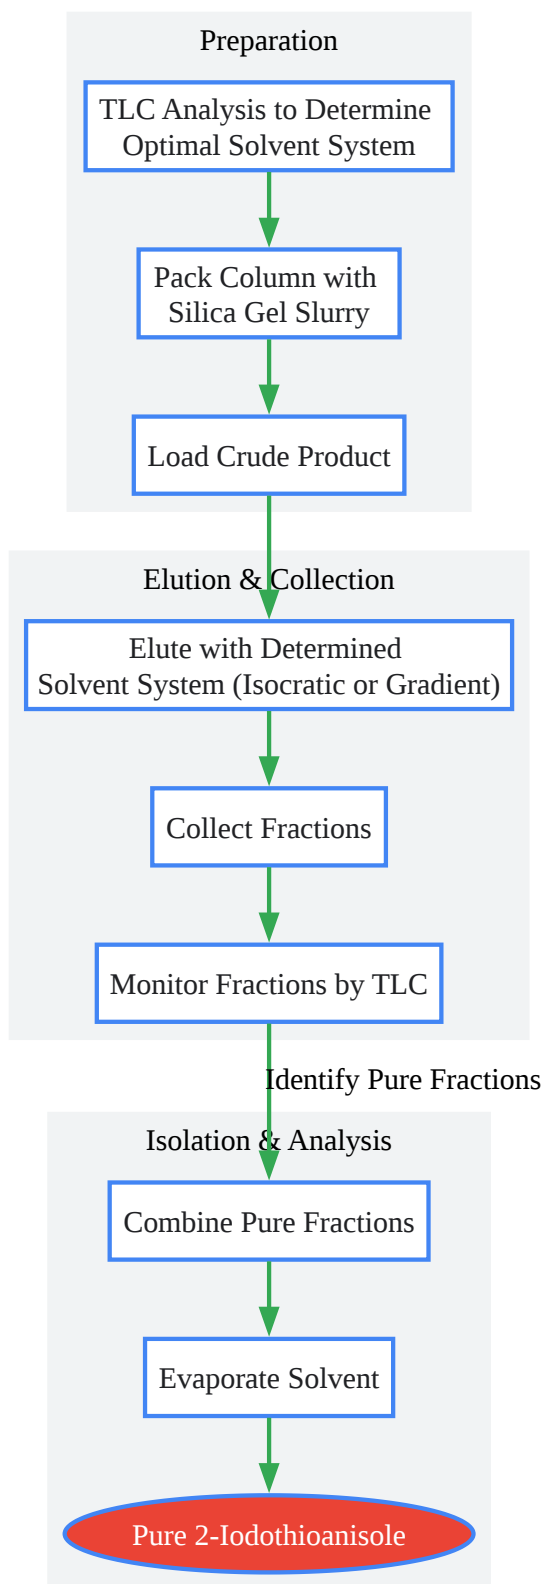 Preparation
TLC Analysis to Determine
Optimal Solvent System
Pack Column with
Silica Gel Slurry
Load Crude Product
Elution & Collection
Elute with Determined
Solvent System (Isocratic or Gradient)
Collect Fractions
Monitor Fractions by TLC
Identify Pure Fractions
Isolation & Analysis
Combine Pure Fractions
Evaporate Solvent
Pure 2-Iodothioanisole